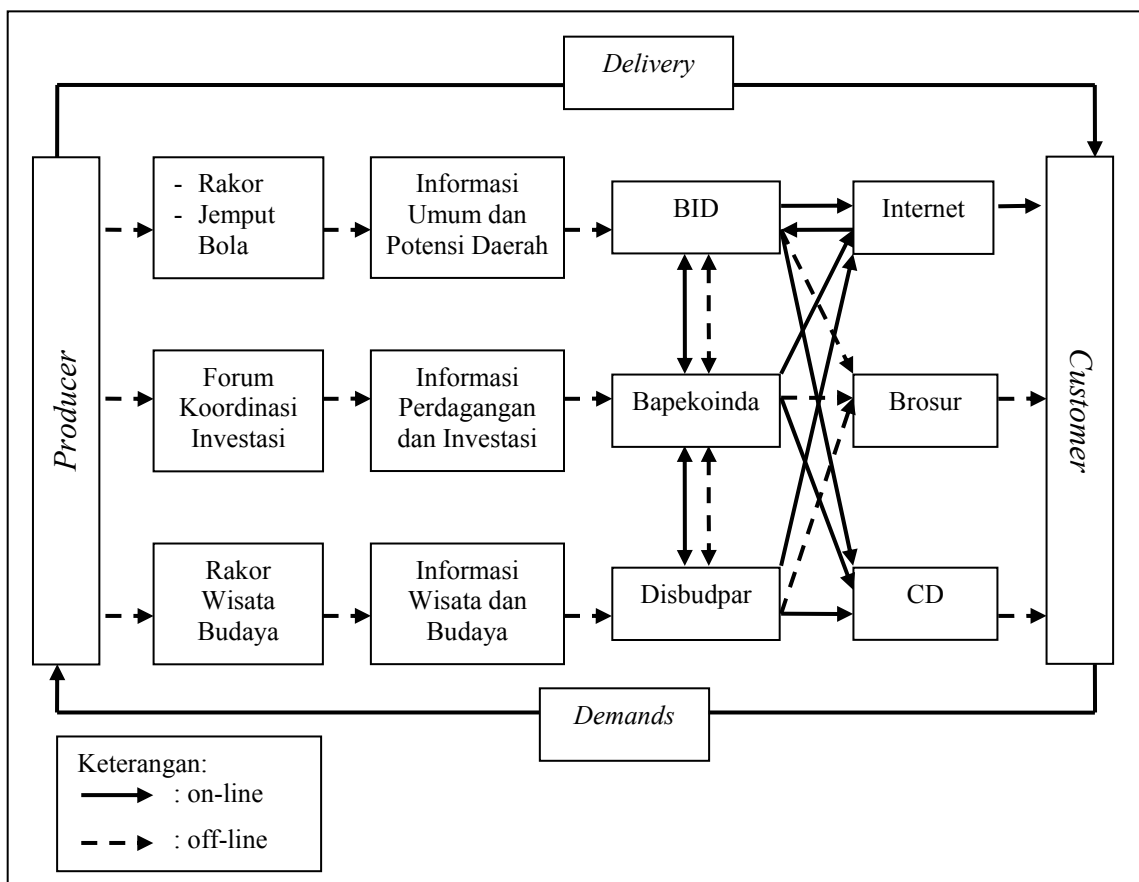 Delivery
Producer
- Rakor
- Jemput
Bola
Informasi
Umum dan
Potensi Daerah
BID
Internet
Customer
Forum
Koordinasi
Investasi
Informasi
Perdagangan
dan Investasi
Bapekoinda
Brosur
Rakor
Wisata
Budaya
Informasi
Wisata dan
Budaya
Disbudpar
CD
Demands
Keterangan:
: on-line
: off-line